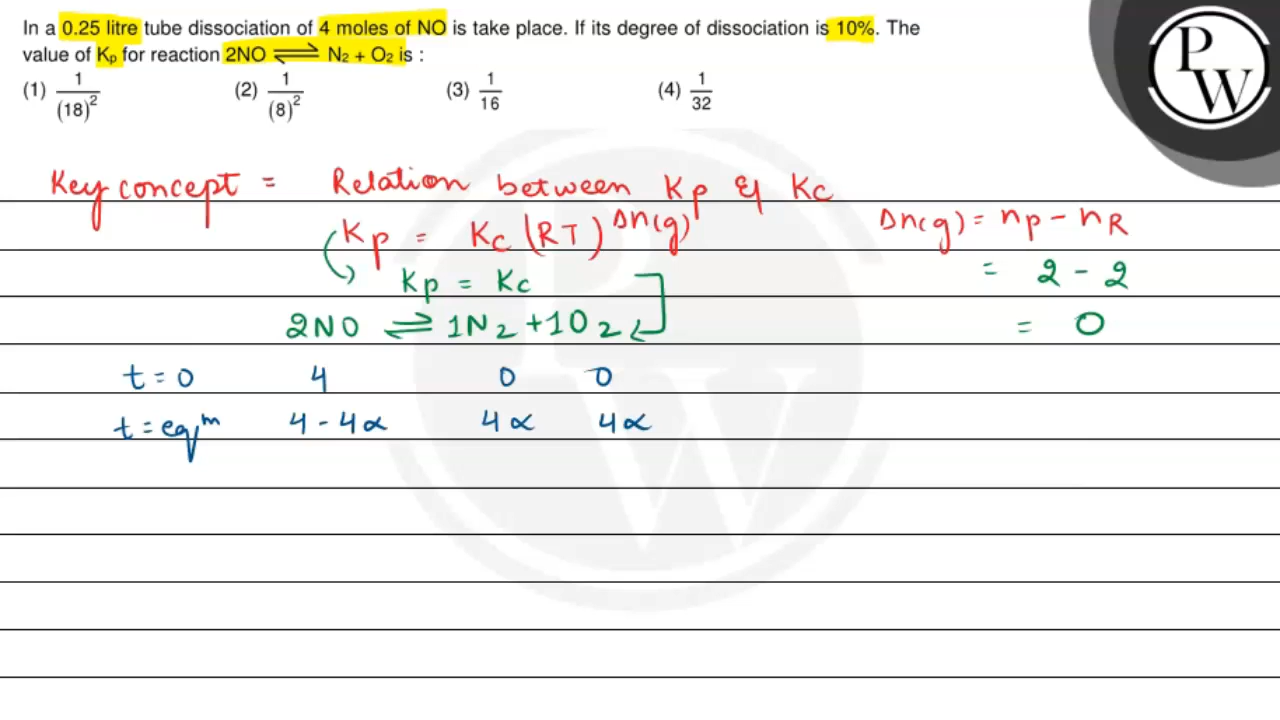 In a 0.25 litre tube dissociation of 4 moles of NO is take place. If its degree of dissociation is 10%. The
value of Kₚ for reaction 2NO ⇌ N₂ + O₂ is :
(1) 1/(18)² (2) 1/(8)² (3) 1/16 (4) 1/32
P
W
Key concept = Relation between Kp & Kc
Kp = Kc (RT)^Δn(g)
Δn(g) = np - nR
Kp = Kc
= 2 - 2
2NO ⇌ 1N₂ + 1O₂
= 0
t = 0 4 0 0
t = eqᵐ 4 - 4α 4α 4α